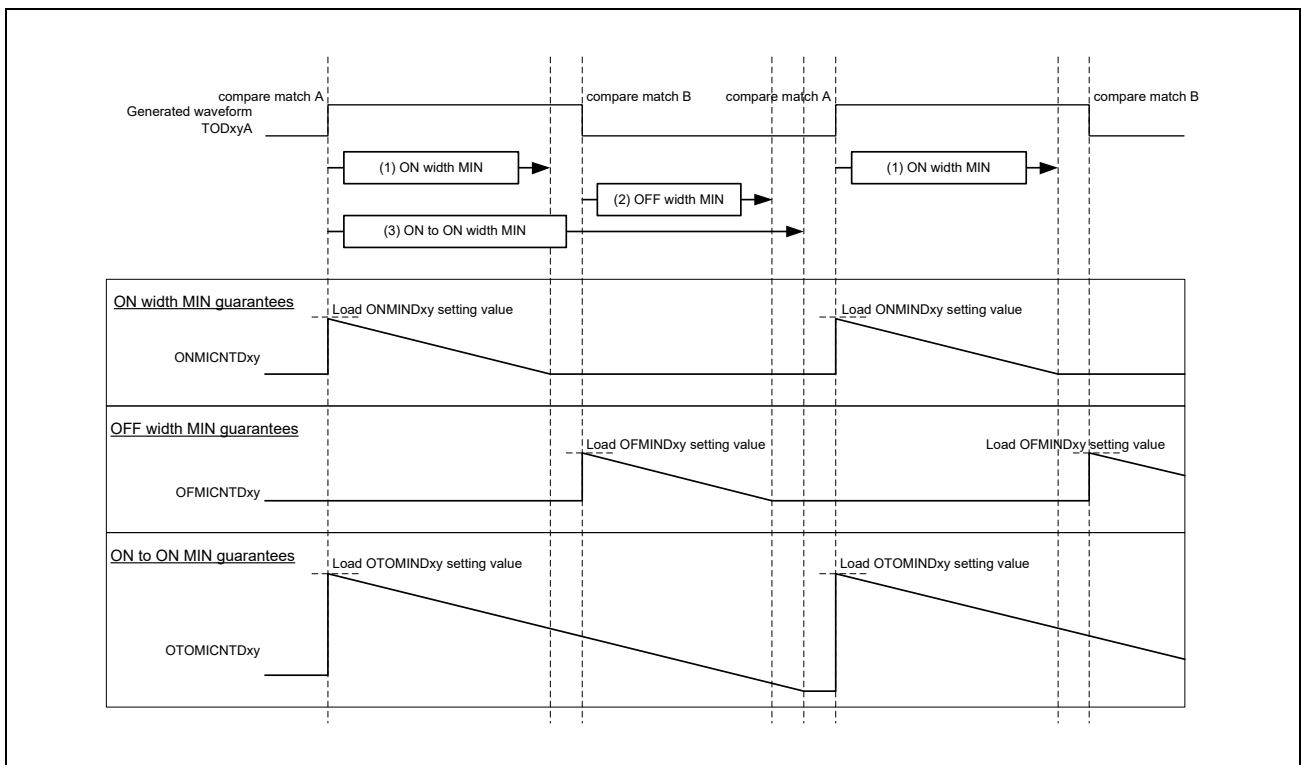 compare match A
compare match B
compare match A
compare match B
Generated waveform
TODxyA
(1) ON width MIN
(1) ON width MIN
(2) OFF width MIN
(3) ON to ON width MIN
ON width MIN guarantees
Load ONMINDxy setting value
Load ONMINDxy setting value
ONMICNTDxy
OFF width MIN guarantees
Load OFMINDxy setting value
Load OFMINDxy setting value
OFMICNTDxy
ON to ON MIN guarantees
Load OTOMINDxy setting value
Load OTOMINDxy setting value
OTOMICNTDxy